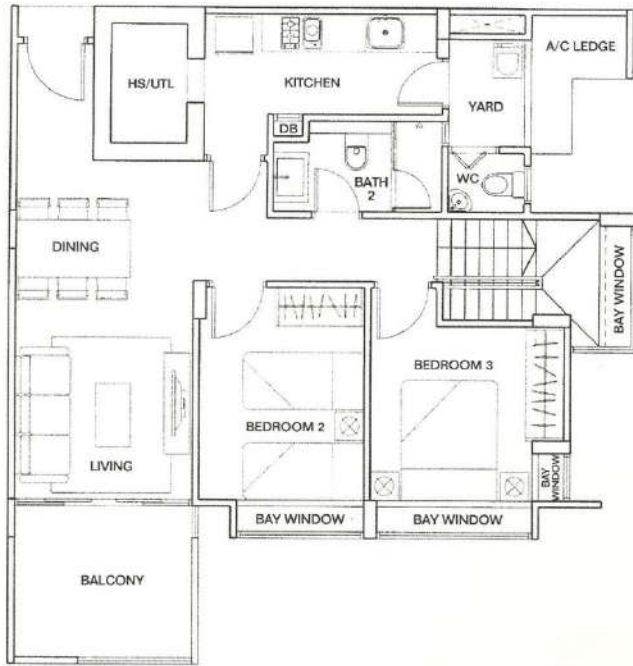 A/C LEDGE
HS/UTL
KITCHEN
YARD
DB
BATH
2
WC
DINING
BAY WINDOW
BEDROOM 3
BEDROOM 2
LIVING
BAY
WINDOW
BAY WINDOW
BAY WINDOW
BALCONY